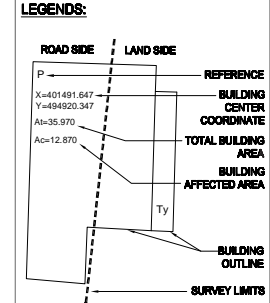 LEGENDS:
ROAD SIDE LAND SIDE
P
REFERENCE
X=401491.647
Y=494920.347
BUILDING
CENTER
COORDINATE
At=35.970
TOTAL BUILDING
AREA
Ac=12.870
BUILDING
AFFECTED AREA
Ty
BUILDING
OUTLINE
SURVEY LIMITS